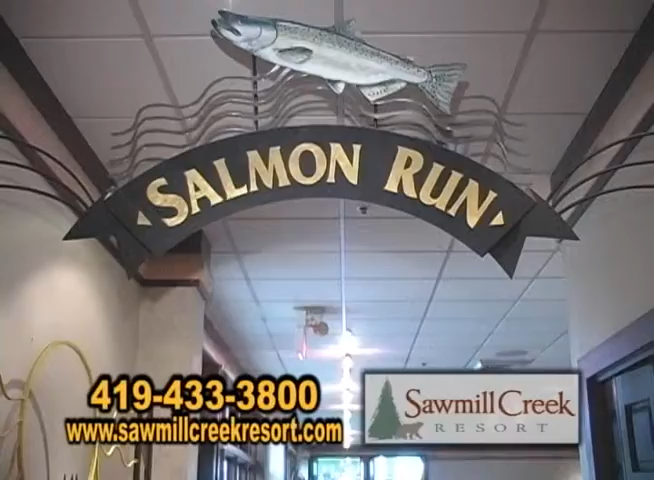 SALMON RUN
419-433-3800
www.sawmillcreekresort.com
Sawmill Creek
RESORT